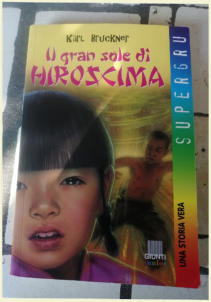 Karl Bruckner
Il gran sole di
HIROSCIMA
SUPERGRU
UNA STORIA VERA
GIUNTI